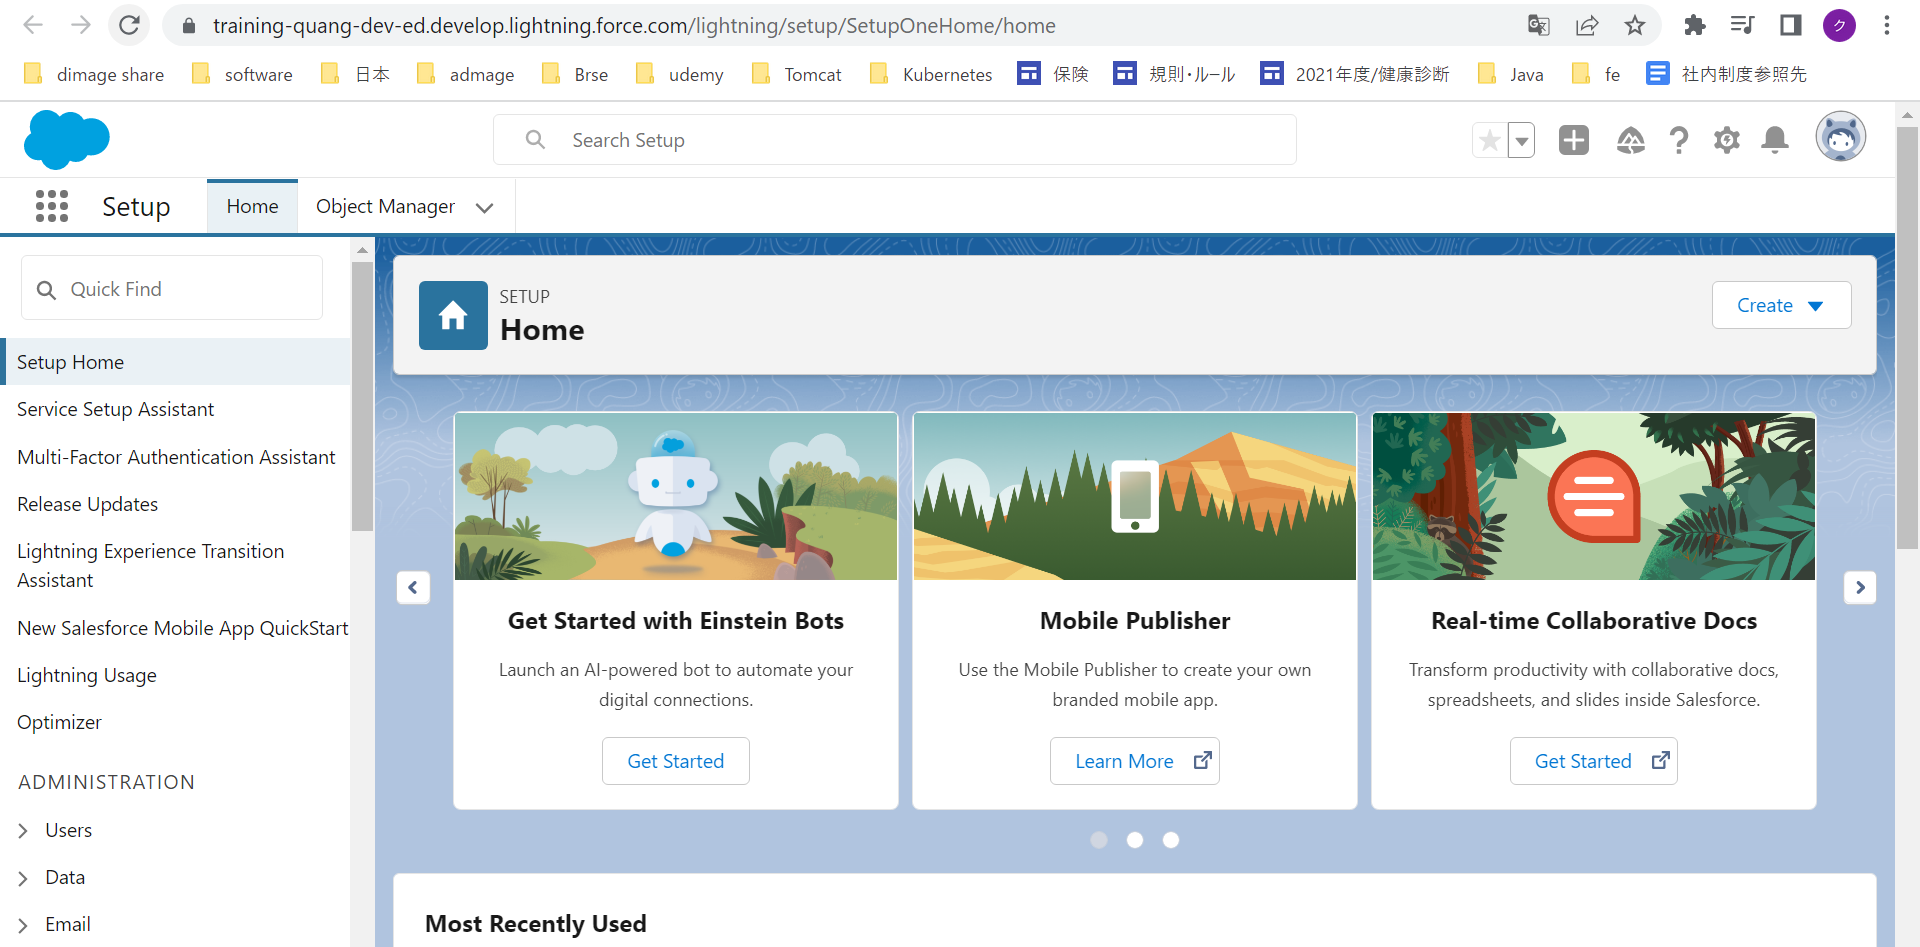 training-quang-dev-ed.develop.lightning.force.com/lightning/setup/SetupOneHome/home
ク
dimage share software 日本 admage Brse udemy Tomcat Kubernetes 保険 規則・ルール 2021年度/健康診断 Java fe 社内制度参照先
Search Setup
Setup Home Object Manager
Quick Find
Setup Home
Service Setup Assistant
Multi-Factor Authentication Assistant
Release Updates
Lightning Experience Transition
Assistant
New Salesforce Mobile App QuickStart
Lightning Usage
Optimizer
ADMINISTRATION
Users
Data
Email
SETUP
Home
Create
Get Started with Einstein Bots
Launch an AI-powered bot to automate your
digital connections.
Get Started
Mobile Publisher
Use the Mobile Publisher to create your own
branded mobile app.
Learn More
Real-time Collaborative Docs
Transform productivity with collaborative docs,
spreadsheets, and slides inside Salesforce.
Get Started
Most Recently Used